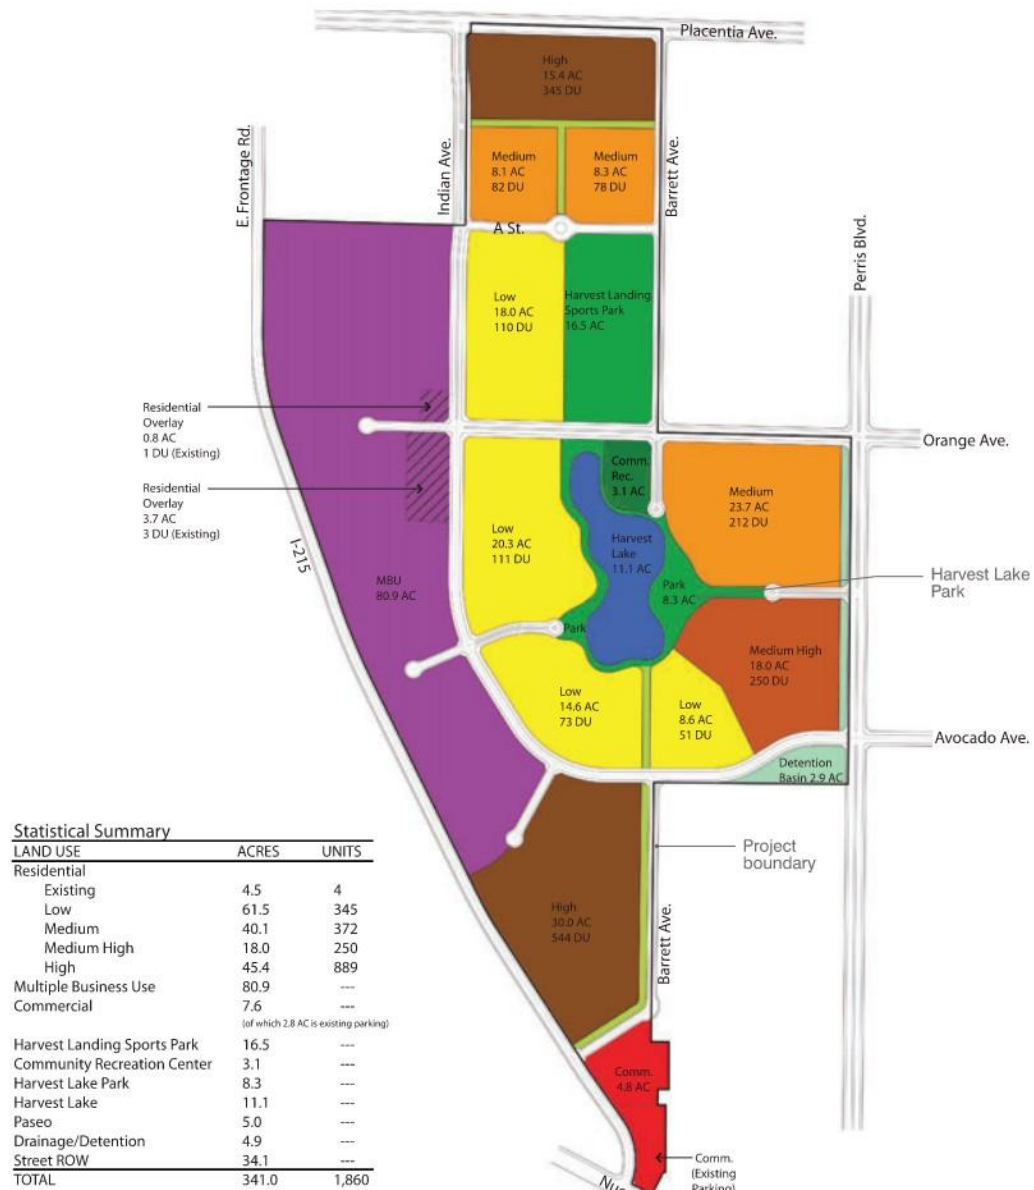 Placentia Ave.
High
15.4 AC
345 DU
E. Frontage Rd.
Indian Ave.
Barrett Ave.
Medium
8.1 AC
82 DU
Medium
8.3 AC
78 DU
A St.
Perris Blvd.
Low
18.0 AC
110 DU
Harvest Landing
Sports Park
16.5 AC
Residential
Overlay
0.8 AC
1 DU (Existing)
Orange Ave.
Residential
Overlay
3.7 AC
3 DU (Existing)
Comm.
Rec.
3.1 AC
Medium
23.7 AC
212 DU
Low
20.3 AC
111 DU
Harvest
Lake
11.1 AC
I-215
MBU
80.9 AC
Park
8.3 AC
Harvest Lake
Park
Park
Medium High
18.0 AC
250 DU
Low
14.6 AC
73 DU
Low
8.6 AC
51 DU
Avocado Ave.
Detention
Basin 2.9 AC
Project
boundary
High
30.0 AC
544 DU
Barrett Ave.
Comm.
4.8 AC
Comm.
(Existing
Parking)
Statistical Summary
LAND USE ACRES UNITS
Residential
Existing 4.5 4
Low 61.5 345
Medium 40.1 372
Medium High 18.0 250
High 45.4 889
Multiple Business Use 80.9 ---
Commercial 7.6 ---
(of which 2.8 AC is existing parking)
Harvest Landing Sports Park 16.5 ---
Community Recreation Center 3.1 ---
Harvest Lake Park 8.3 ---
Harvest Lake 11.1 ---
Paseo 5.0 ---
Drainage/Detention 4.9 ---
Street ROW 34.1 ---
TOTAL 341.0 1,860